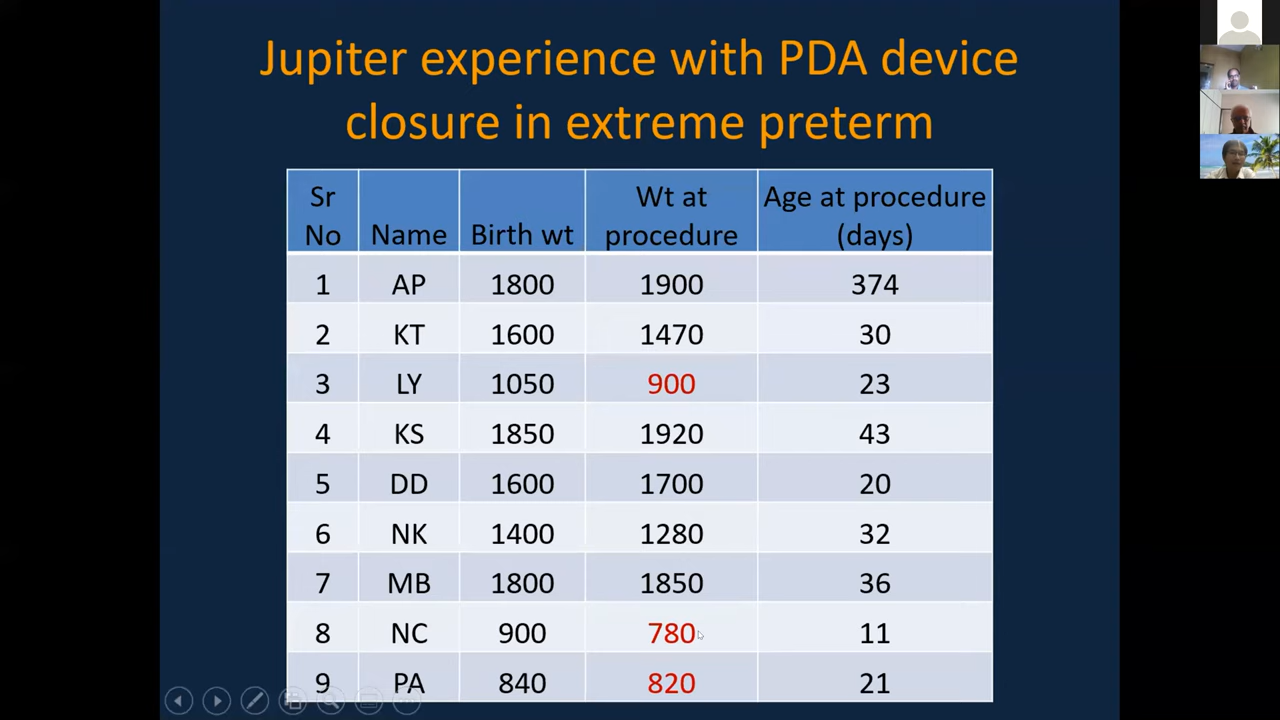 Jupiter experience with PDA device
closure in extreme preterm
Sr No Name Birth wt Wt at procedure Age at procedure (days)
1 AP 1800 1900 374
2 KT 1600 1470 30
3 LY 1050 900 23
4 KS 1850 1920 43
5 DD 1600 1700 20
6 NK 1400 1280 32
7 MB 1800 1850 36
8 NC 900 780 11
9 PA 840 820 21